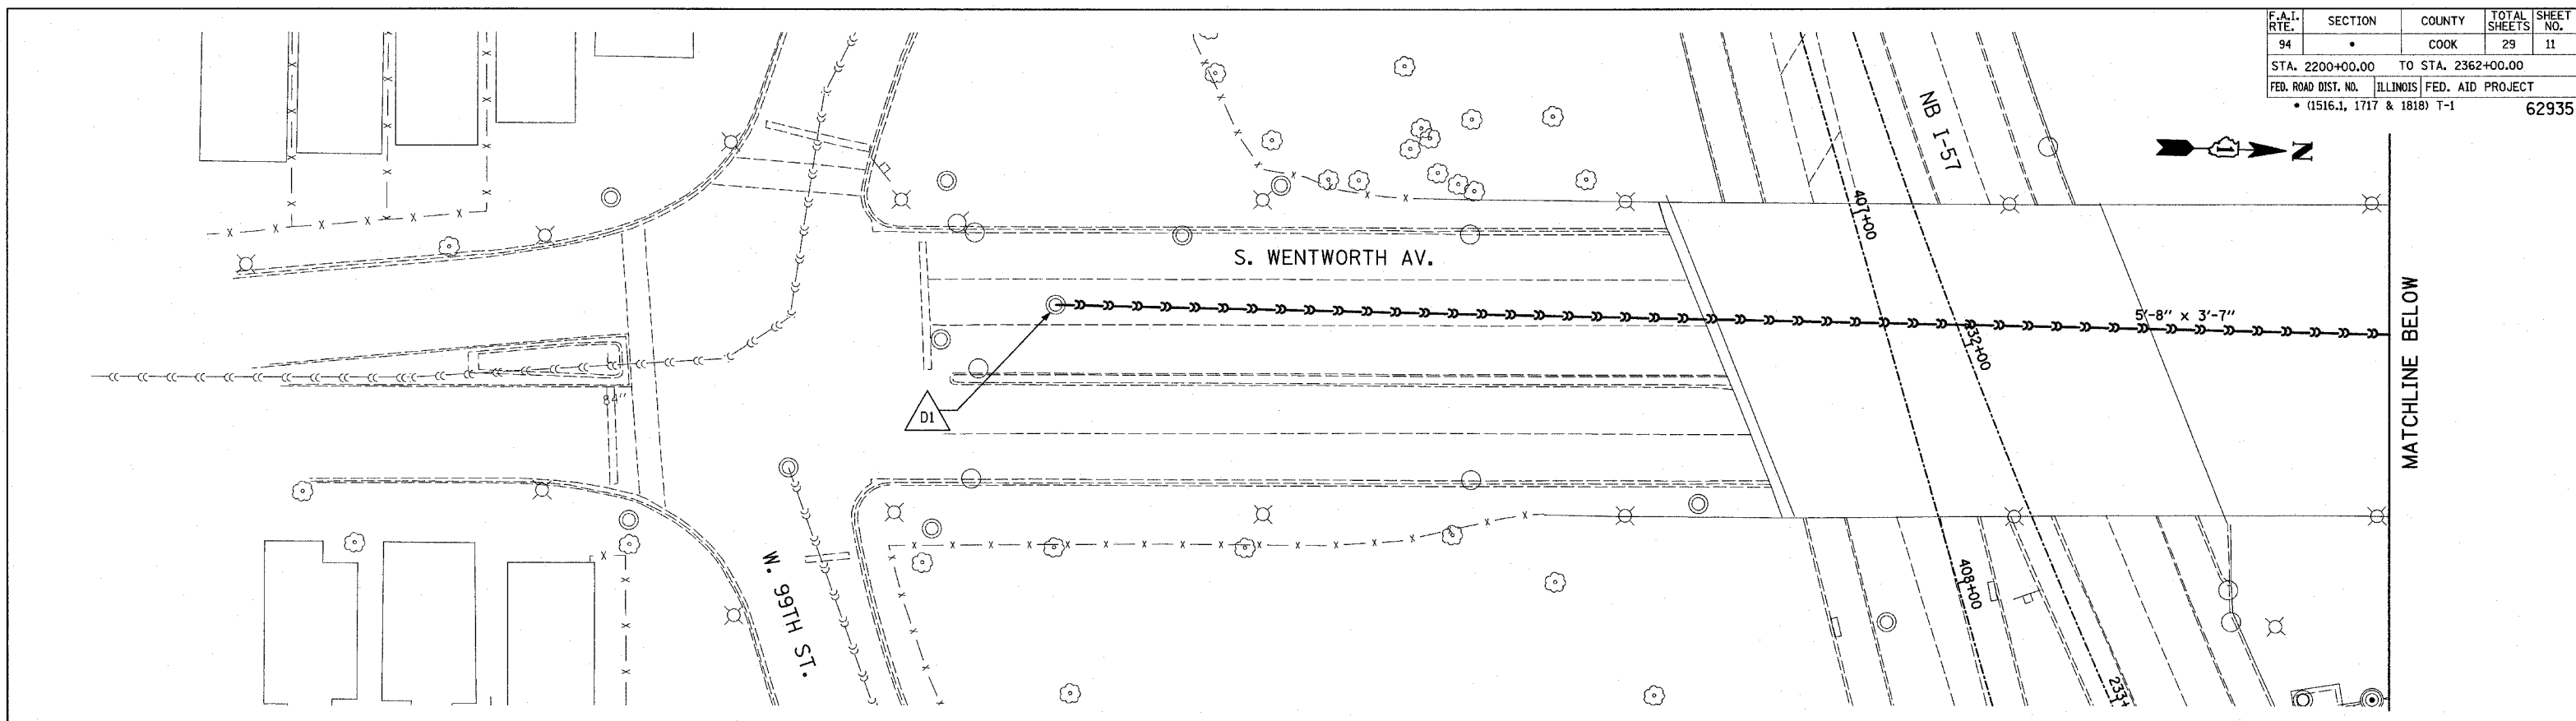 F.A.I. RTE. SECTION COUNTY TOTAL SHEETS SHEET NO.
94 • COOK 29 11
STA. 2200+00.00 TO STA. 2362+00.00
FED. ROAD DIST. NO. ILLINOIS FED. AID PROJECT
• (1516.1, 1717 & 1818) T-1
62935
N
NB I-57
407+00
S. WENTWORTH AV.
5'-8" x 3'-7"
232+00
MATCHLINE BELOW
84"
D1
W. 99TH ST.
408+00
233+